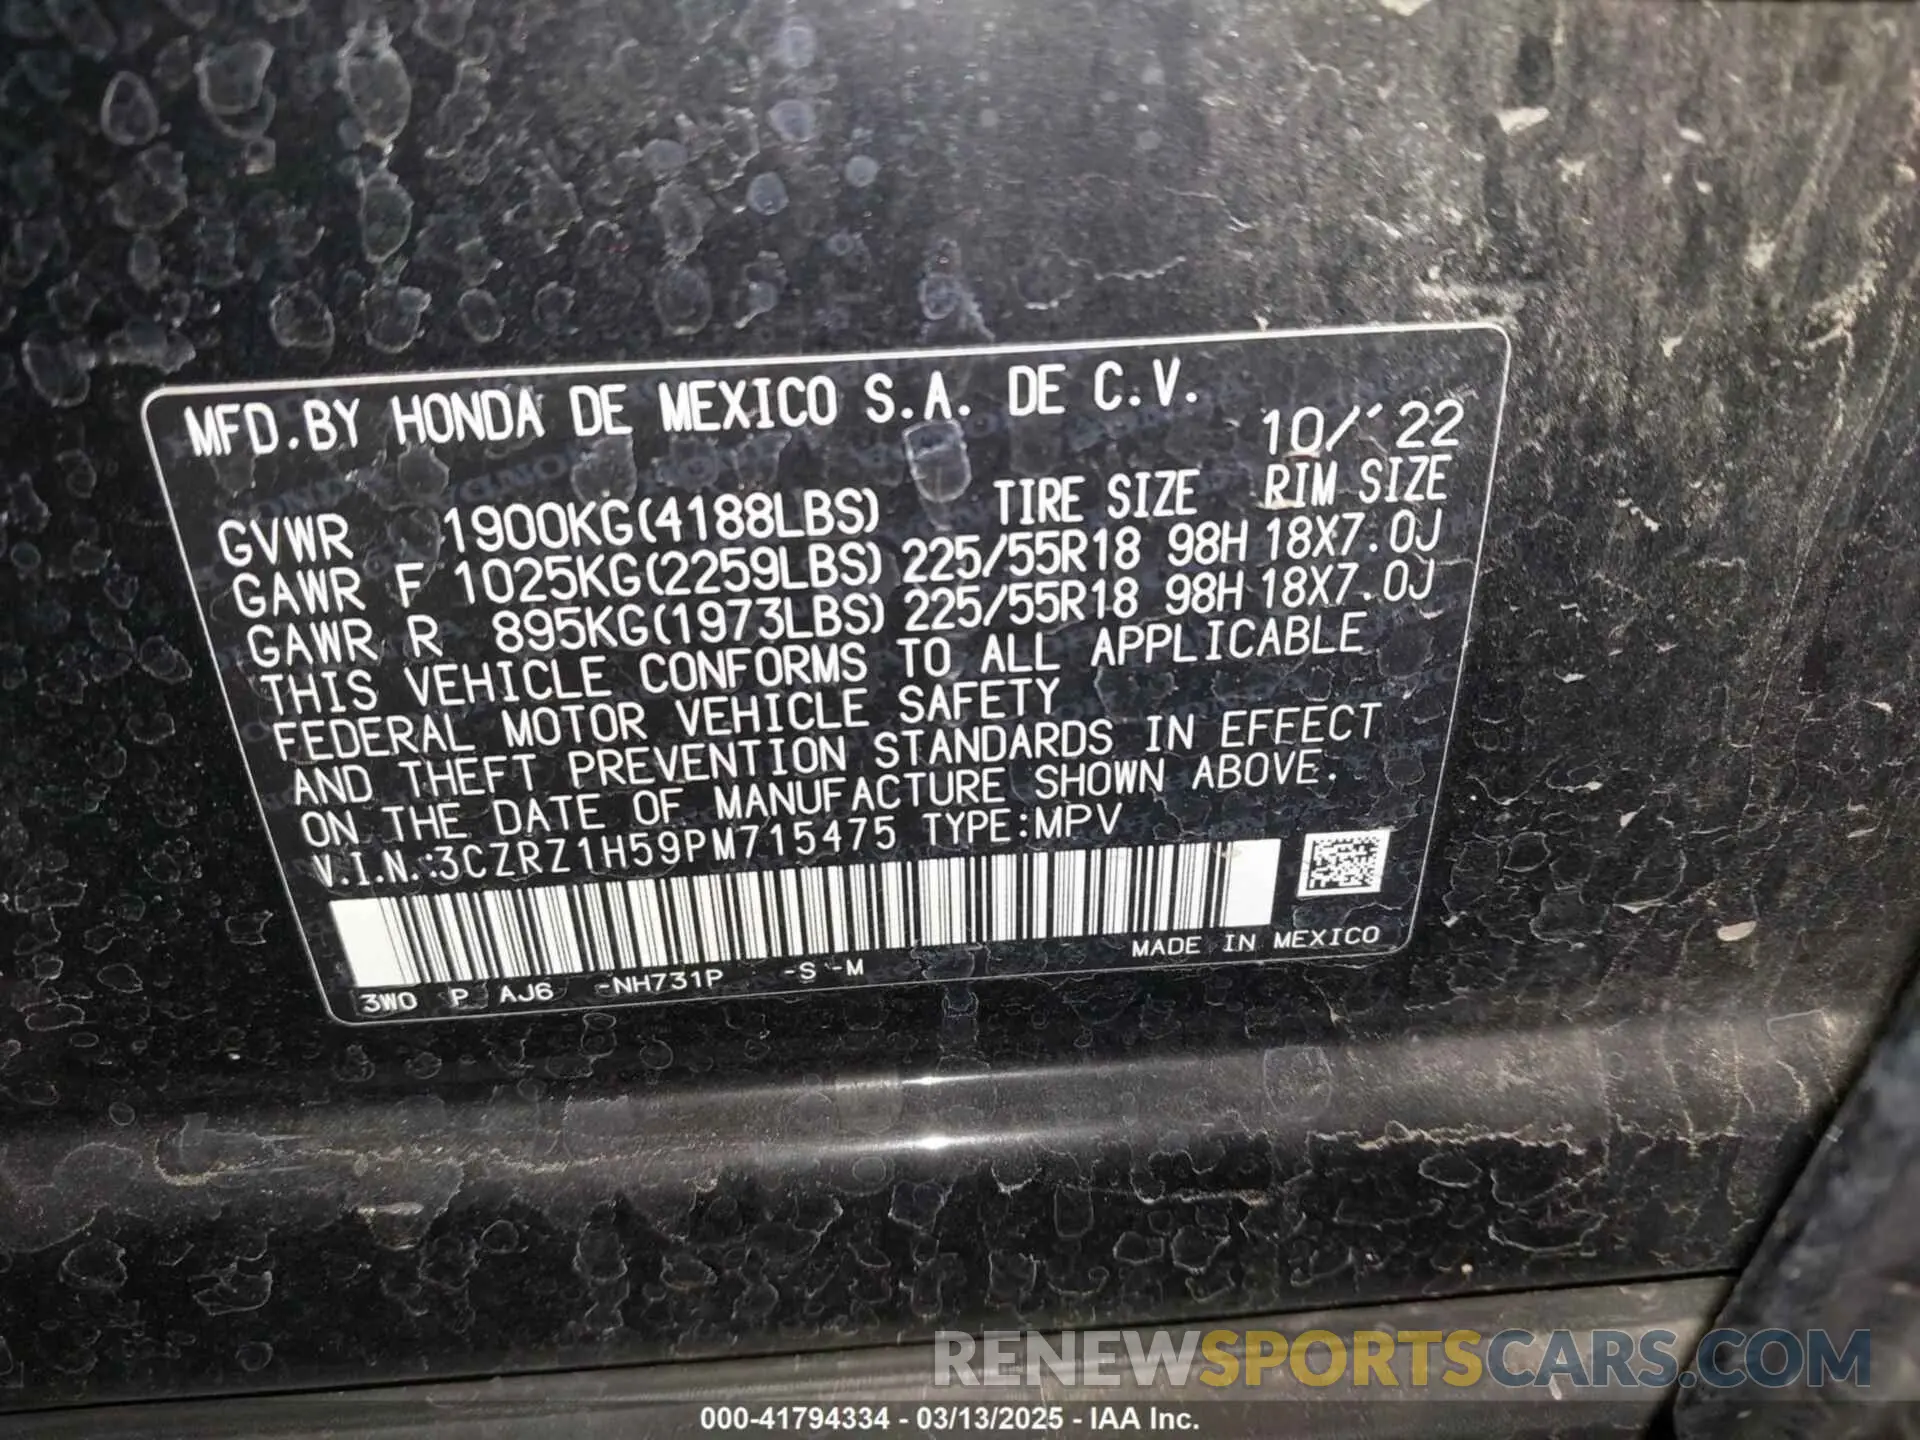 MFD.BY HONDA DE MEXICO S.A. DE C.V.
10/'22
GVWR 1900KG(4188LBS) TIRE SIZE RIM SIZE
GAWR F 1025KG(2259LBS) 225/55R18 98H 18X7.0J
GAWR R 895KG(1973LBS) 225/55R18 98H 18X7.0J
THIS VEHICLE CONFORMS TO ALL APPLICABLE
FEDERAL MOTOR VEHICLE SAFETY
AND THEFT PREVENTION STANDARDS IN EFFECT
ON THE DATE OF MANUFACTURE SHOWN ABOVE.
V.I.N.:3CZRZ1H59PM715475 TYPE:MPV
MADE IN MEXICO
3W0 P AJ6 -NH731P -S -M
RENEWSPORTSCARS.COM
000-41794334 - 03/13/2025 - IAA Inc.